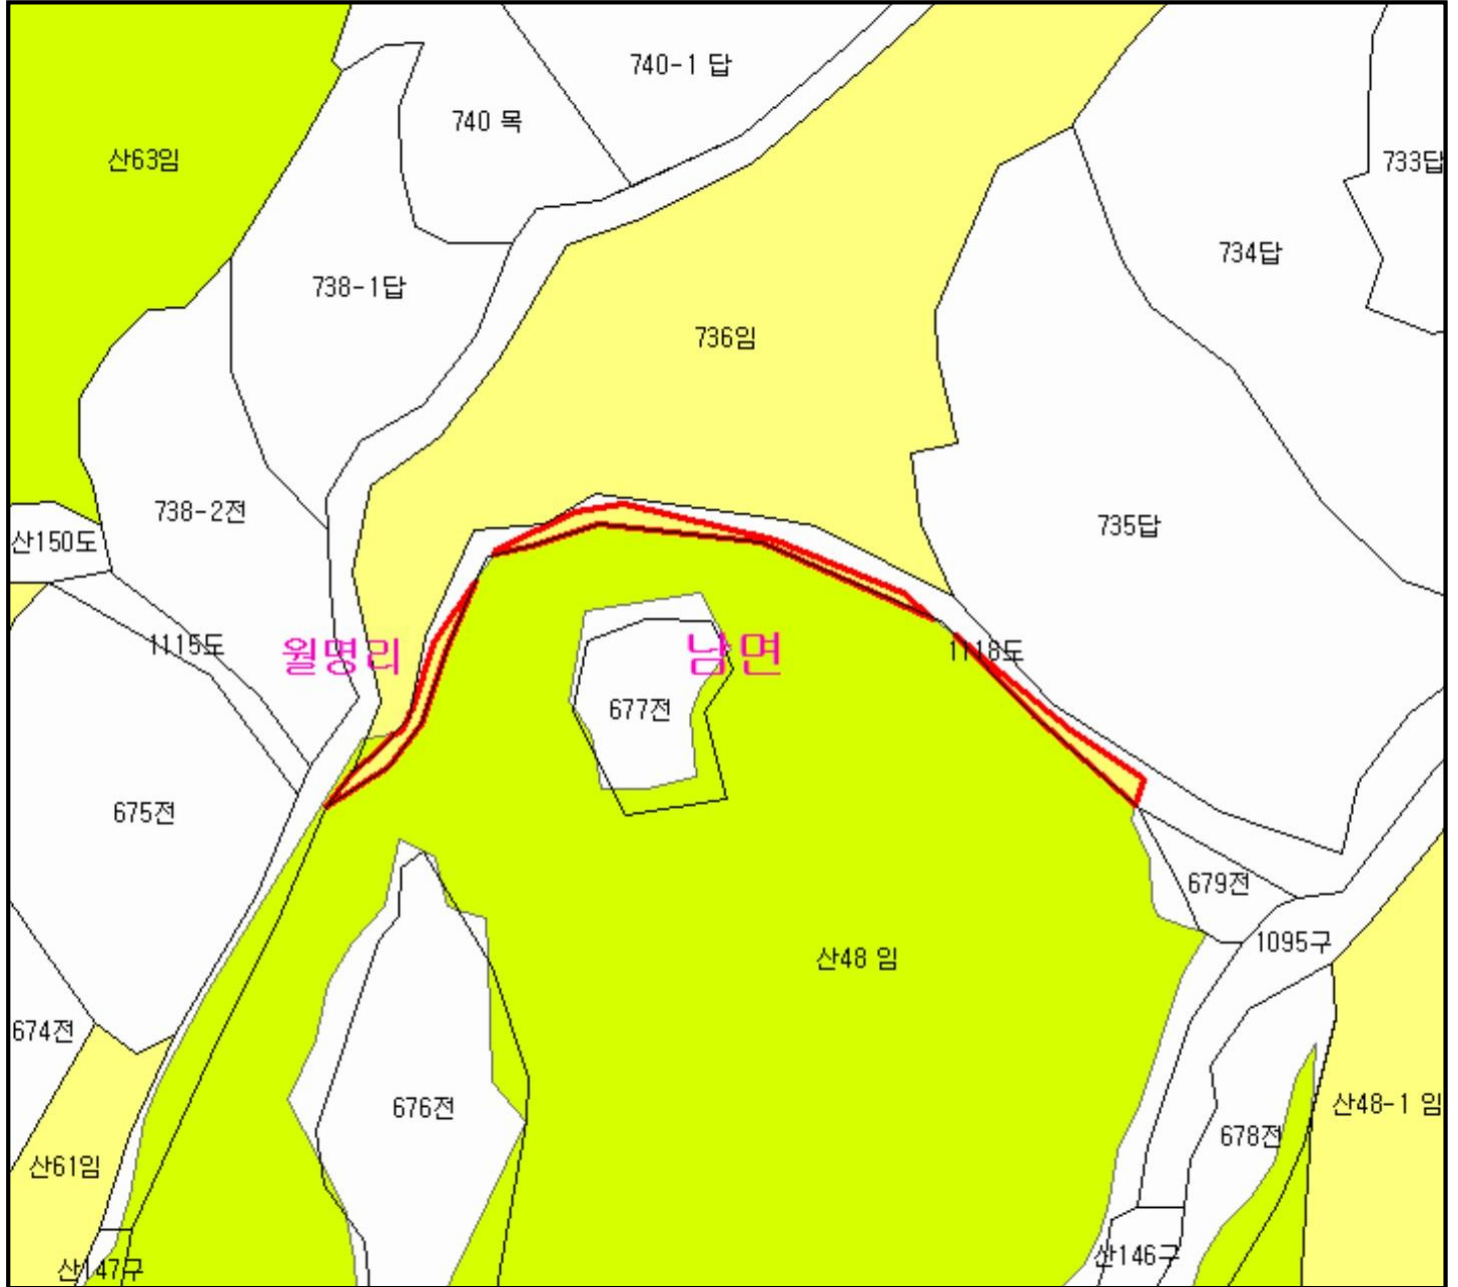 740-1 답
740 목
산63임
733답
734답
738-1답
736임
738-2전
735답
산150도
1115도
월명리
남면
1118도
677전
675전
679전
1095구
산48 임
674전
676전
산48-1 임
678전
산61임
산146구
산147구